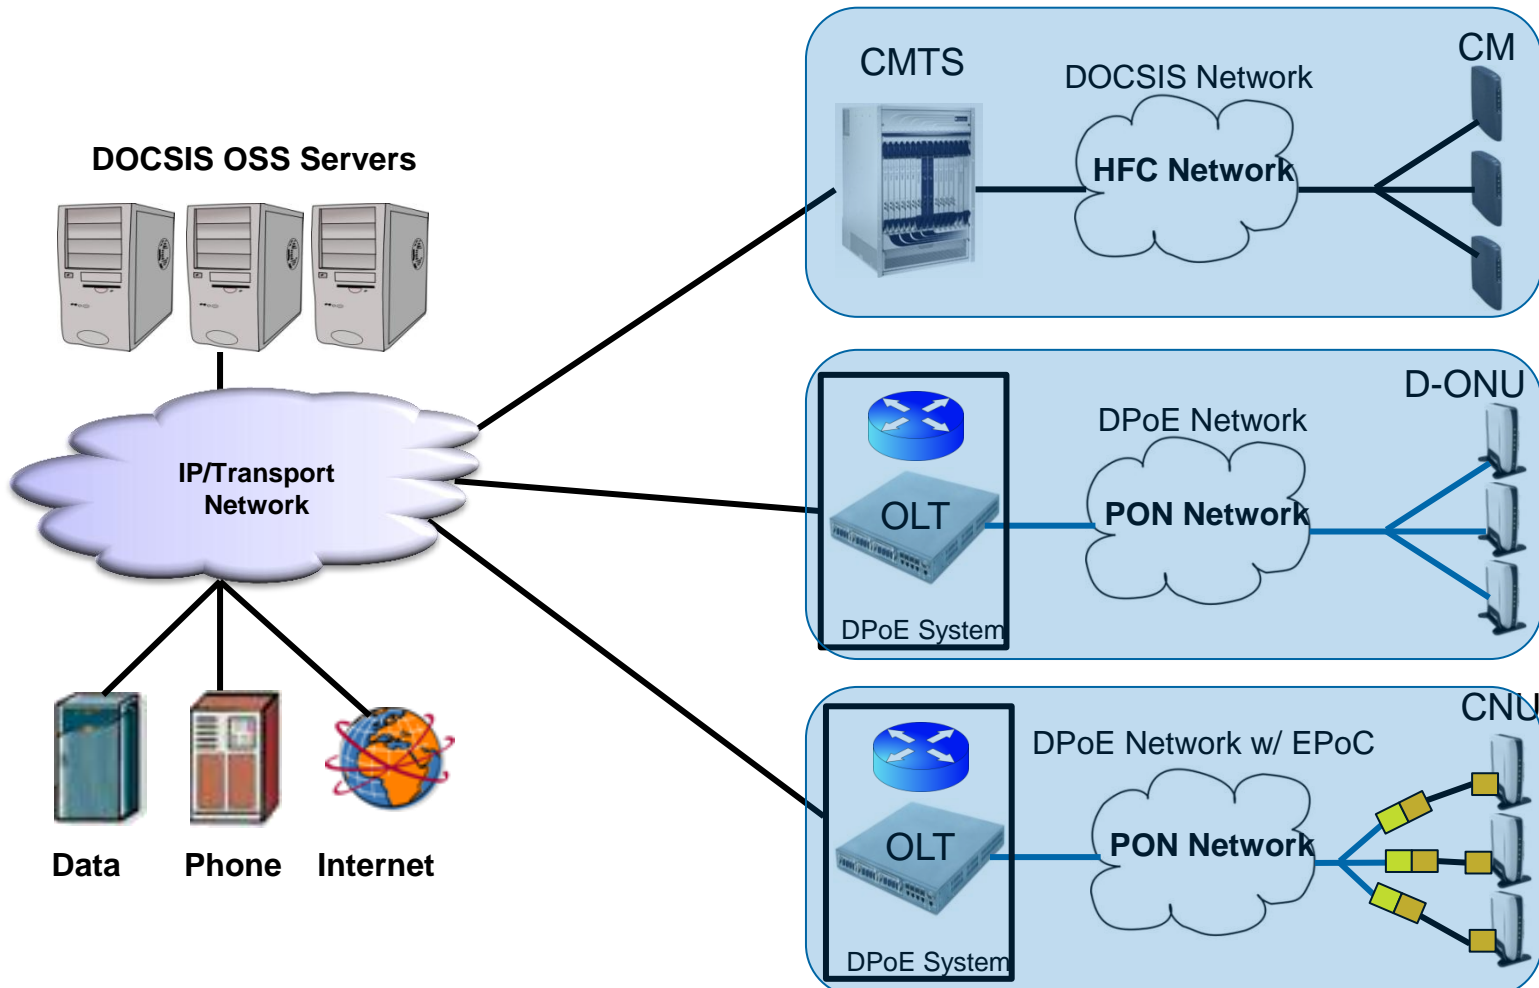 CMTS
DOCSIS Network
CM
HFC Network
DOCSIS OSS Servers
IP/Transport
Network
Data
Phone
Internet
D-ONU
DPoE Network
OLT
PON Network
DPoE System
CNU
DPoE Network w/ EPoC
OLT
PON Network
DPoE System